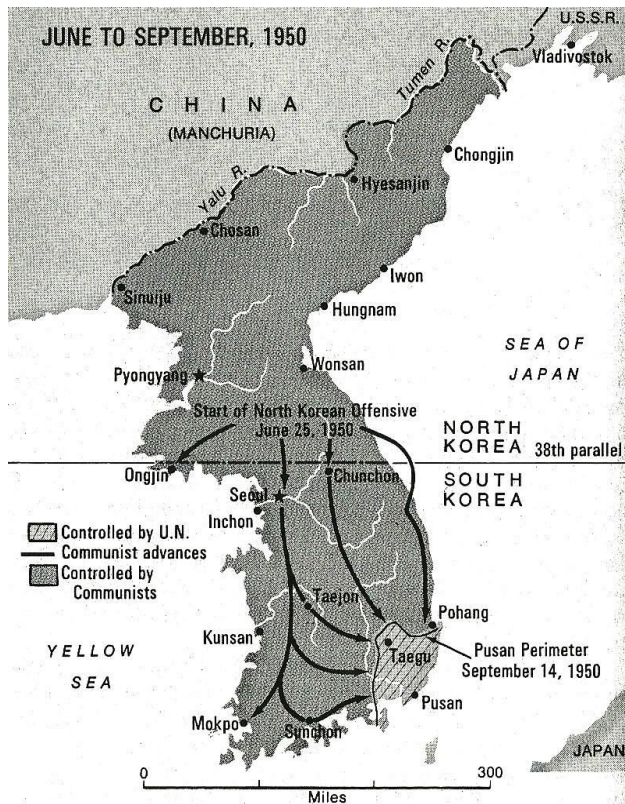 JUNE TO SEPTEMBER, 1950
U.S.S.R.
Vladivostok
Tumen R.
CHINA
(MANCHURIA)
Chongjin
Hyesanjin
Yalu R.
Chosan
Iwon
Sinuiju
Hungnam
SEA OF
JAPAN
Wonsan
Pyongyang
Start of North Korean Offensive
June 25, 1950
NORTH
KOREA
38th parallel
Ongjin
Chunchon
SOUTH
KOREA
Seoul
Inchon
Controlled by U.N.
Communist advances
Controlled by
Communists
Taejon
Pohang
Kunsan
Taegu
Pusan Perimeter
September 14, 1950
YELLOW
SEA
Pusan
Mokpo
Sunchon
JAPAN
0
300
Miles